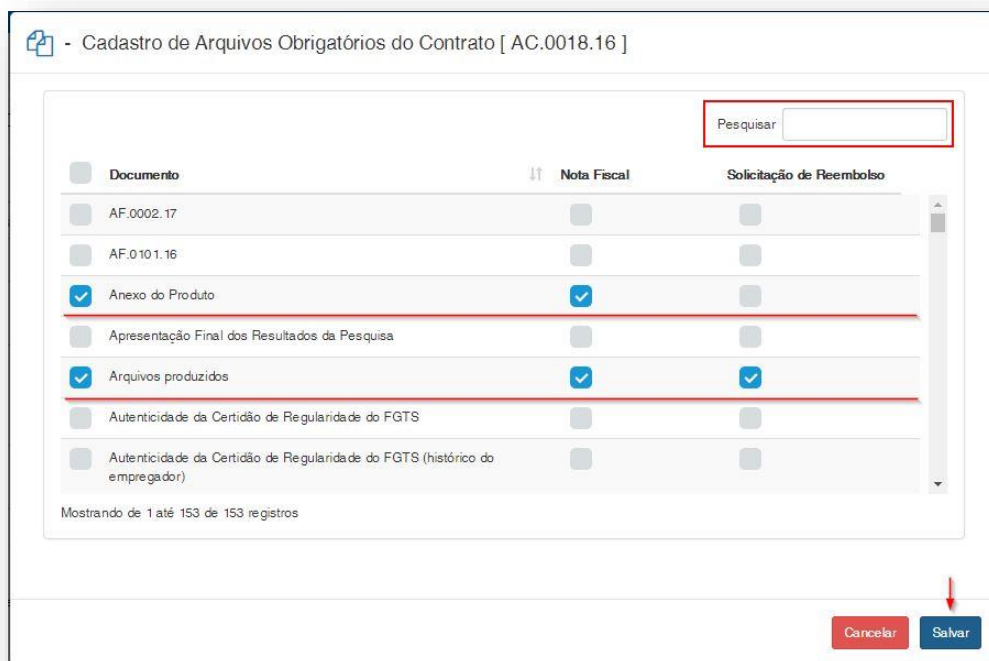 - Cadastro de Arquivos Obrigatórios do Contrato [ AC.0018.16 ]
Pesquisar
Documento Nota Fiscal Solicitação de Reembolso
AF.0002.17
AF.0101.16
Anexo do Produto
Apresentação Final dos Resultados da Pesquisa
Arquivos produzidos
Autenticidade da Certidão de Regularidade do FGTS
Autenticidade da Certidão de Regularidade do FGTS (histórico do
empregador)
Mostrando de 1 até 153 de 153 registros
Cancelar Salvar